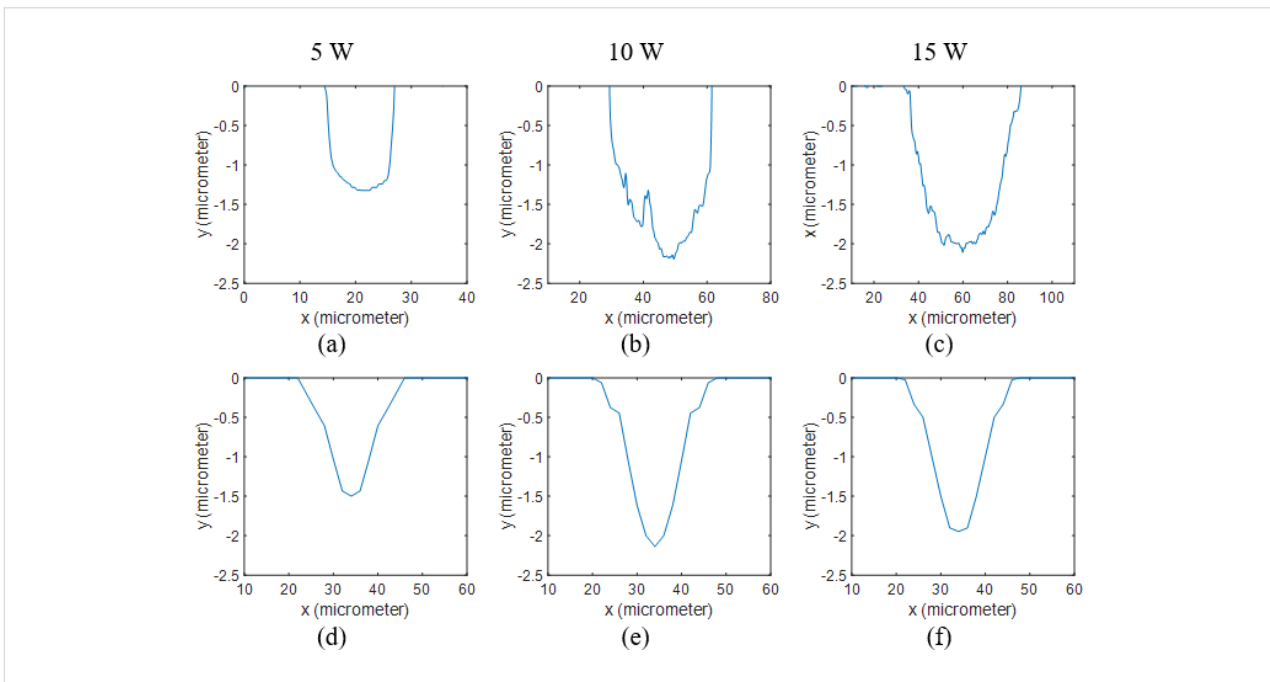 5 W 10 W 15 W
0 0 0
-0.5 -0.5 -0.5
-1 -1 -1
-1.5 -1.5 -1.5
-2 -2 -2
-2.5 -2.5 -2.5
y (micrometer) y (micrometer) x (micrometer)
0 10 20 30 40 20 40 60 80 20 40 60 80 100
x (micrometer) x (micrometer) x (micrometer)
(a) (b) (c)
0 0 0
-0.5 -0.5 -0.5
-1 -1 -1
-1.5 -1.5 -1.5
-2 -2 -2
-2.5 -2.5 -2.5
y (micrometer) y (micrometer) y (micrometer)
10 20 30 40 50 60 10 20 30 40 50 60 10 20 30 40 50 60
x (micrometer) x (micrometer) x (micrometer)
(d) (e) (f)